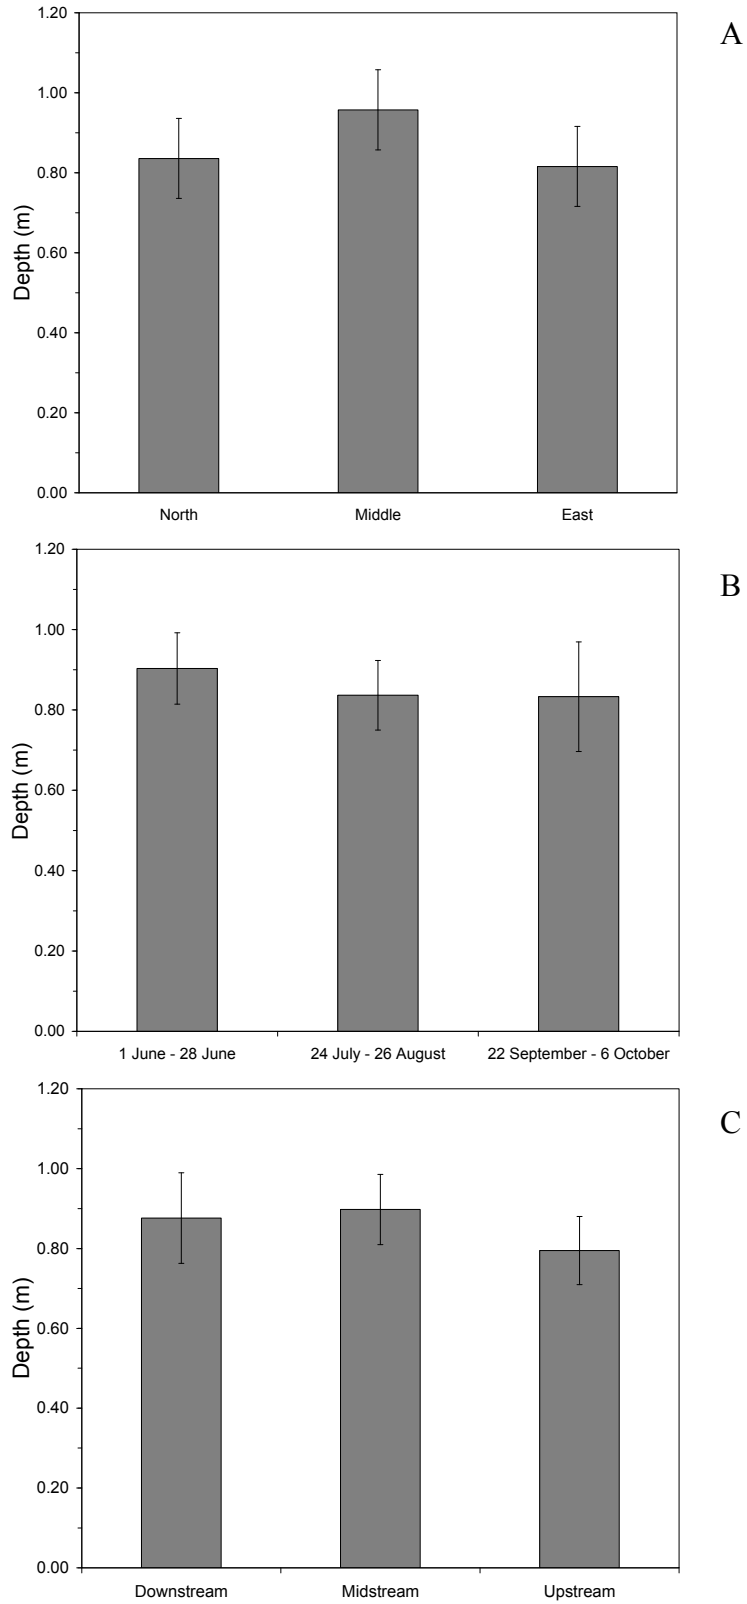 A
1.20
1.00
0.80
0.60
0.40
0.20
0.00
Depth (m)
North Middle East
B
1.20
1.00
0.80
0.60
0.40
0.20
0.00
Depth (m)
1 June - 28 June 24 July - 26 August 22 September - 6 October
C
1.20
1.00
0.80
0.60
0.40
0.20
0.00
Depth (m)
Downstream Midstream Upstream